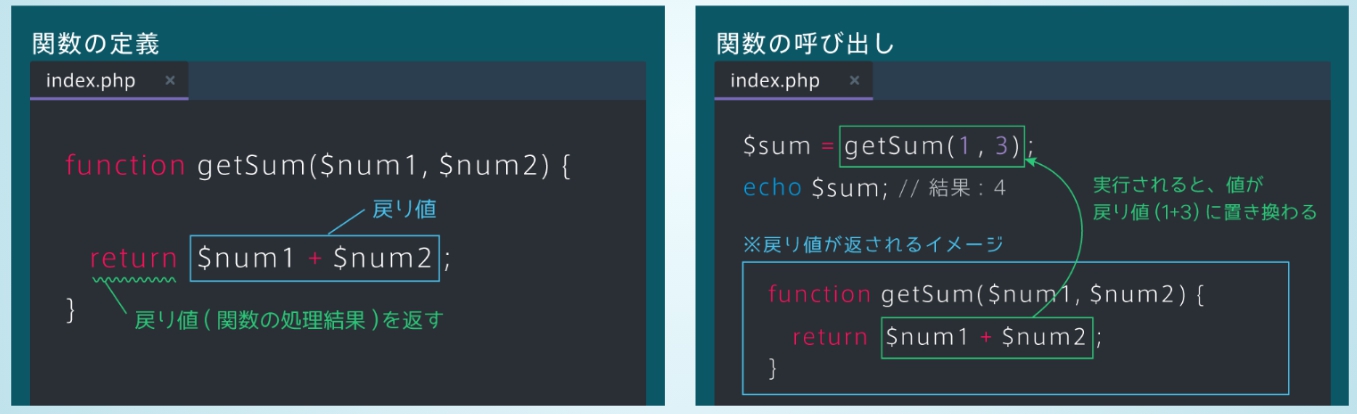 関数の定義
index.php ×
function getSum($num1, $num2) {
戻り値
return $num1 + $num2 ;
}
戻り値 ( 関数の処理結果 )を返す
関数の呼び出し
index.php ×
$sum = getSum(1 , 3) ;
echo $sum; // 結果 : 4
実行されると、値が
戻り値 (1+3) に置き換わる
※戻り値が返されるイメージ
function getSum($num1, $num2) {
return $num1 + $num2 ;
}